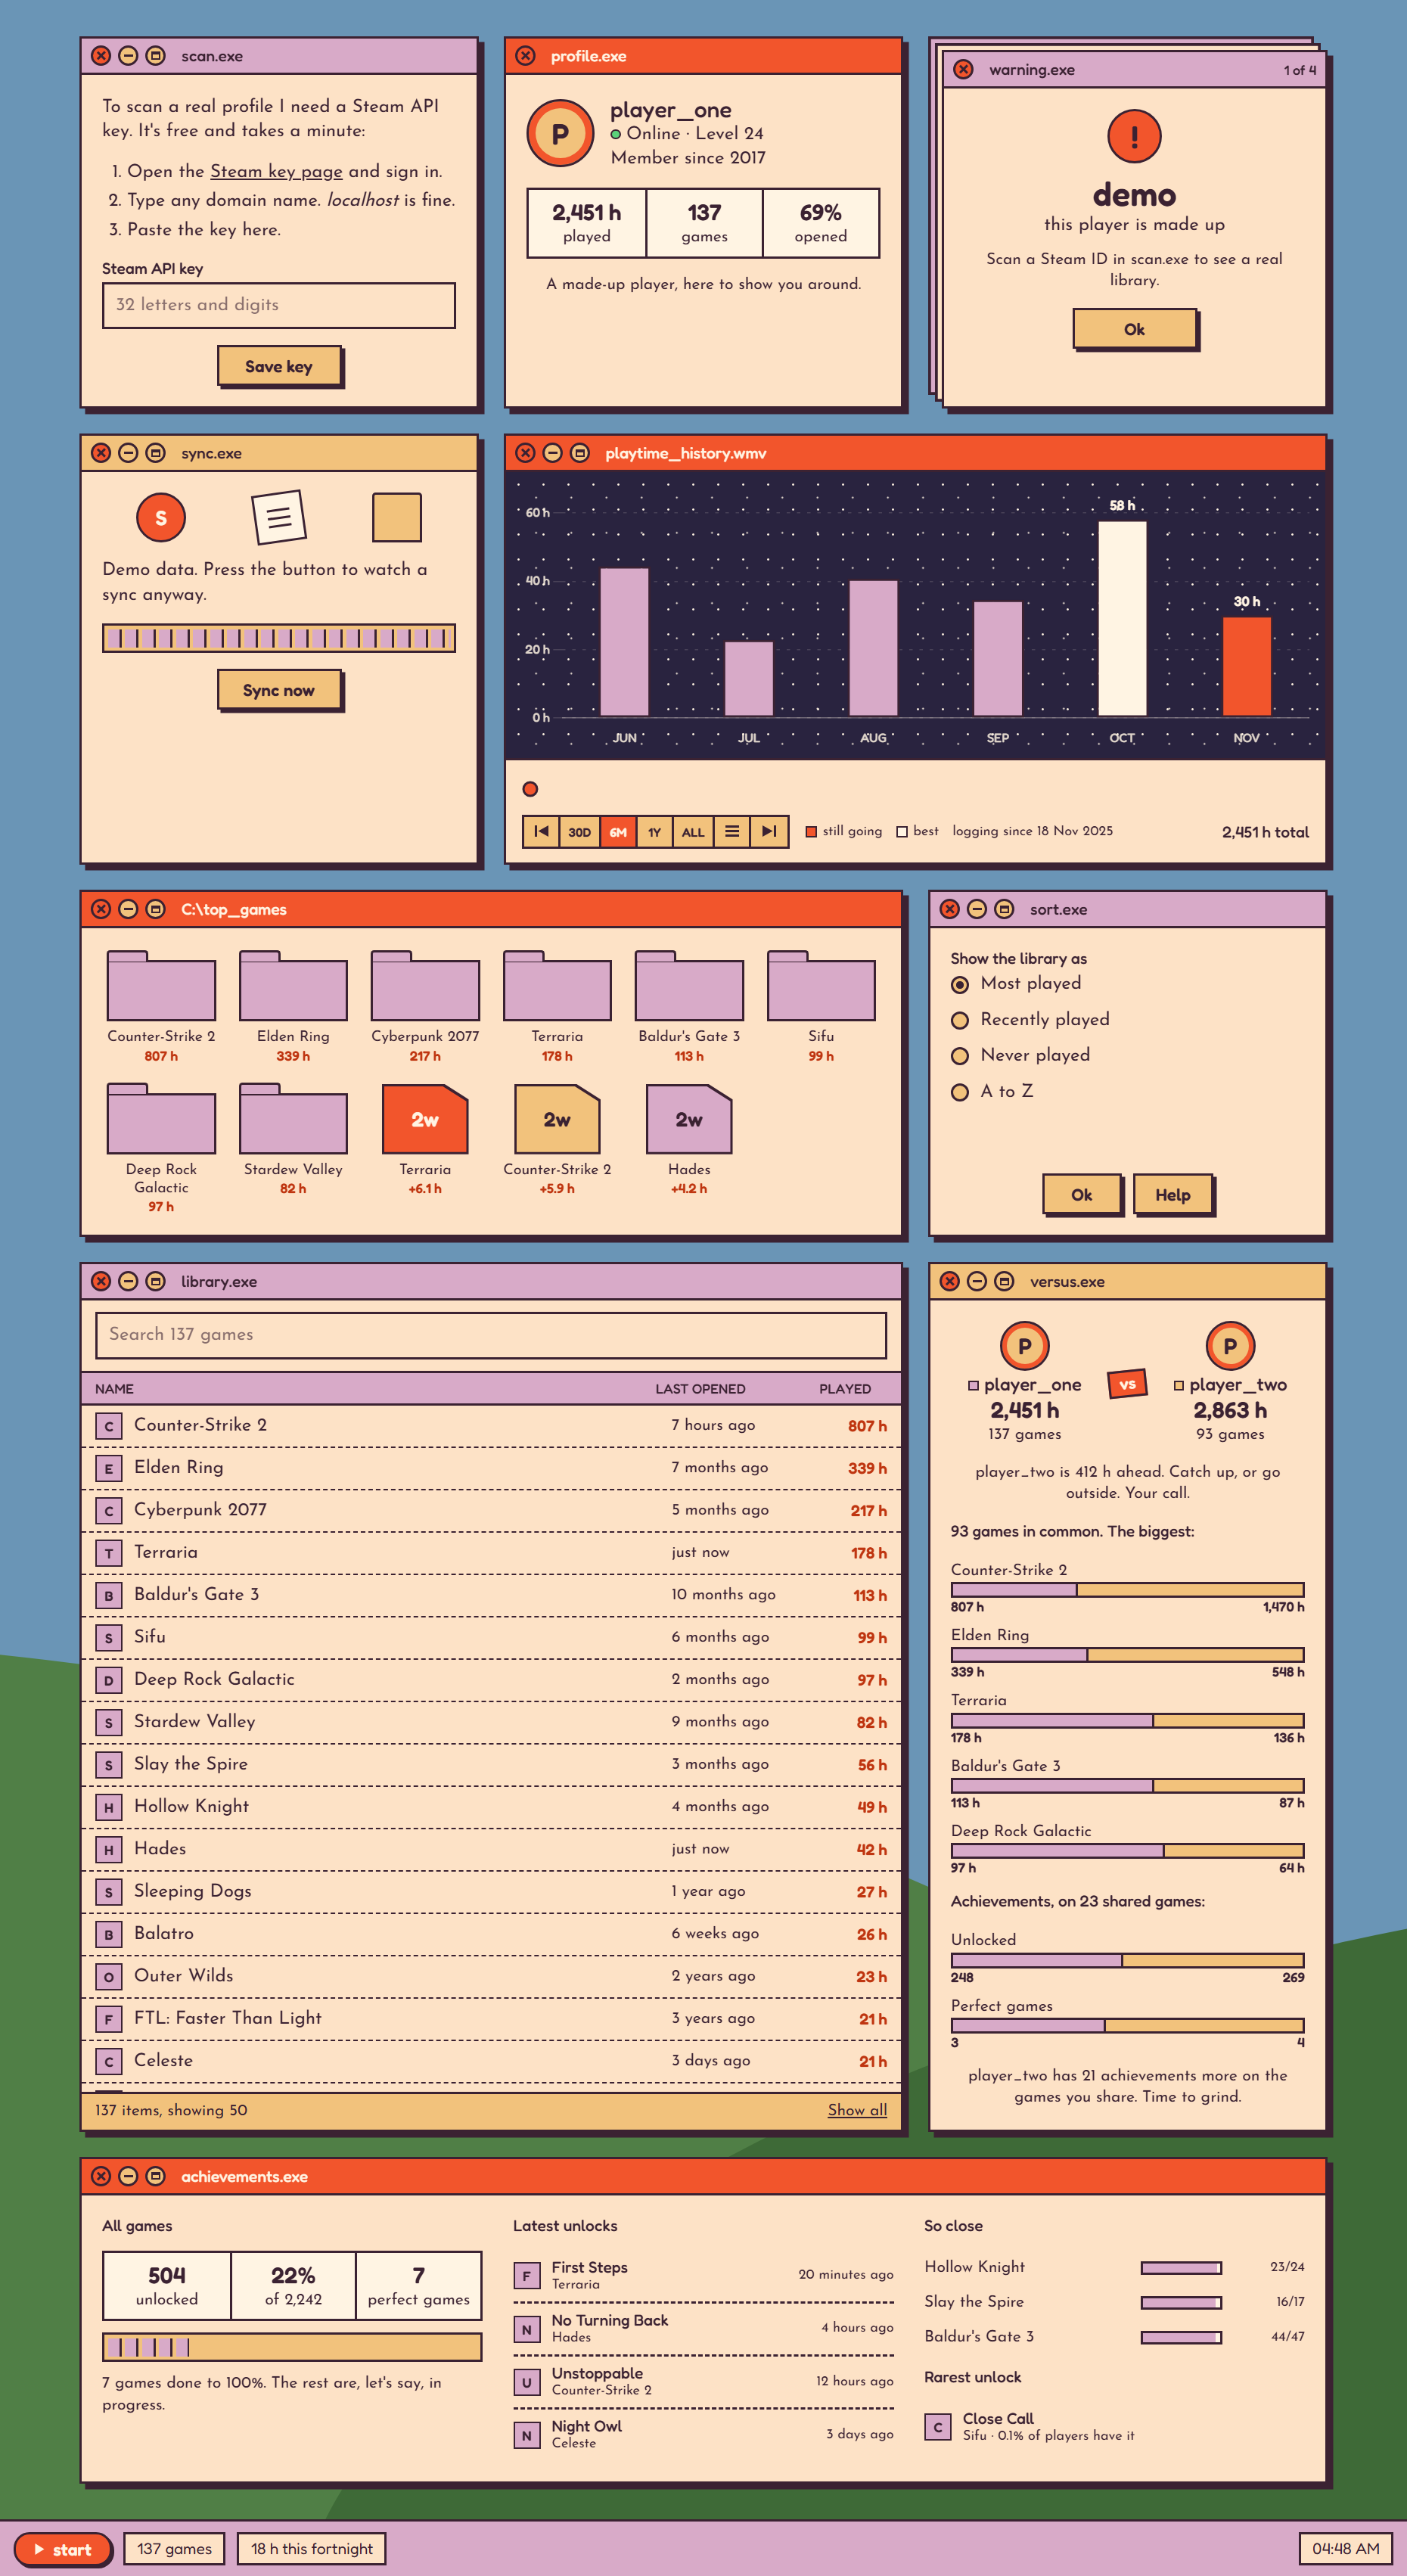 scan.exe
To scan a real profile I need a Steam API
key. It's free and takes a minute:
1. Open the Steam key page and sign in.
2. Type any domain name. localhost is fine.
3. Paste the key here.
Steam API key
32 letters and digits
Save key
profile.exe
P
player_one
Online · Level 24
Member since 2017
2,451 h
played
137
games
69%
opened
A made-up player, here to show you around.
warning.exe
1 of 4
!
demo
this player is made up
Scan a Steam ID in scan.exe to see a real
library.
Ok
sync.exe
S
Demo data. Press the button to watch a
sync anyway.
Sync now
playtime_history.wmv
60 h
40 h
20 h
0 h
58 h
30 h
JUN
JUL
AUG
SEP
OCT
NOV
30D
6M
1Y
ALL
still going
best
logging since 18 Nov 2025
2,451 h total
C:\top_games
Counter-Strike 2
807 h
Elden Ring
339 h
Cyberpunk 2077
217 h
Terraria
178 h
Baldur's Gate 3
113 h
Sifu
99 h
Deep Rock
Galactic
97 h
Stardew Valley
82 h
2w
Terraria
+6.1 h
2w
Counter-Strike 2
+5.9 h
2w
Hades
+4.2 h
sort.exe
Show the library as
Most played
Recently played
Never played
A to Z
Ok
Help
library.exe
Search 137 games
NAME LAST OPENED PLAYED
C Counter-Strike 2 7 hours ago 807 h
E Elden Ring 7 months ago 339 h
C Cyberpunk 2077 5 months ago 217 h
T Terraria just now 178 h
B Baldur's Gate 3 10 months ago 113 h
S Sifu 6 months ago 99 h
D Deep Rock Galactic 2 months ago 97 h
S Stardew Valley 9 months ago 82 h
S Slay the Spire 3 months ago 56 h
H Hollow Knight 4 months ago 49 h
H Hades just now 42 h
S Sleeping Dogs 1 year ago 27 h
B Balatro 6 weeks ago 26 h
O Outer Wilds 2 years ago 23 h
F FTL: Faster Than Light 3 years ago 21 h
C Celeste 3 days ago 21 h
137 items, showing 50
Show all
versus.exe
P
player_one
2,451 h
137 games
vs
P
player_two
2,863 h
93 games
player_two is 412 h ahead. Catch up, or go
outside. Your call.
93 games in common. The biggest:
Counter-Strike 2
807 h 1,470 h
Elden Ring
339 h 548 h
Terraria
178 h 136 h
Baldur's Gate 3
113 h 87 h
Deep Rock Galactic
97 h 64 h
Achievements, on 23 shared games:
Unlocked
248 269
Perfect games
3 4
player_two has 21 achievements more on the
games you share. Time to grind.
achievements.exe
All games
504
unlocked
22%
of 2,242
7
perfect games
7 games done to 100%. The rest are, let's say, in
progress.
Latest unlocks
F First Steps
Terraria
20 minutes ago
N No Turning Back
Hades
4 hours ago
U Unstoppable
Counter-Strike 2
12 hours ago
N Night Owl
Celeste
3 days ago
So close
Hollow Knight 23/24
Slay the Spire 16/17
Baldur's Gate 3 44/47
Rarest unlock
C Close Call
Sifu · 0.1% of players have it
start
137 games
18 h this fortnight
04:48 AM